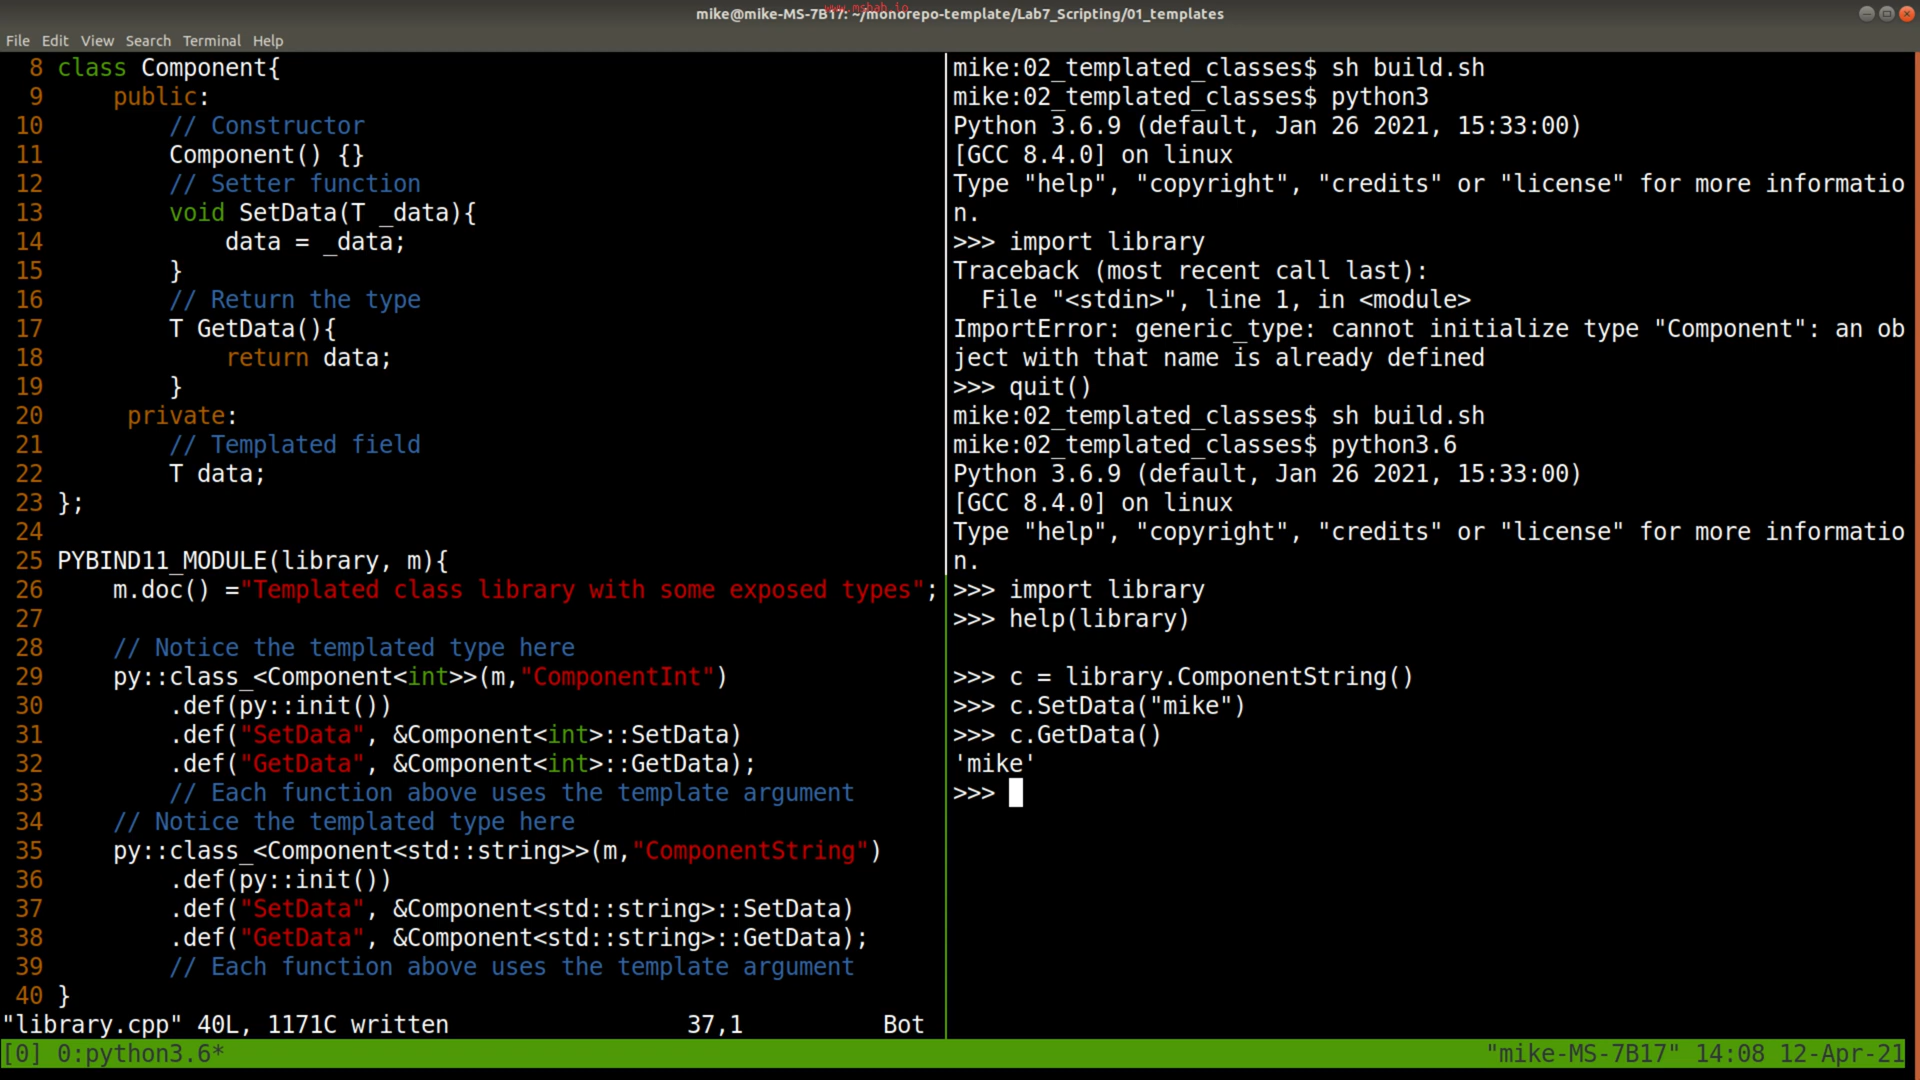 www.mshah.io
mike@mike-MS-7B17: ~/monorepo-template/Lab7_Scripting/01_templates
File Edit View Search Terminal Help
8 class Component{
9     public:
10         // Constructor
11         Component() {}
12         // Setter function
13         void SetData(T _data){
14             data = _data;
15         }
16         // Return the type
17         T GetData(){
18             return data;
19         }
20      private:
21         // Templated field
22         T data;
23 };
24
25 PYBIND11_MODULE(library, m){
26     m.doc() ="Templated class library with some exposed types";
27
28     // Notice the templated type here
29     py::class_<Component<int>>(m,"ComponentInt")
30         .def(py::init())
31         .def("SetData", &Component<int>::SetData)
32         .def("GetData", &Component<int>::GetData);
33         // Each function above uses the template argument
34     // Notice the templated type here
35     py::class_<Component<std::string>>(m,"ComponentString")
36         .def(py::init())
37         .def("SetData", &Component<std::string>::SetData)
38         .def("GetData", &Component<std::string>::GetData);
39         // Each function above uses the template argument
40 }
"library.cpp" 40L, 1171C written 37,1 Bot
mike:02_templated_classes$ sh build.sh
mike:02_templated_classes$ python3
Python 3.6.9 (default, Jan 26 2021, 15:33:00)
[GCC 8.4.0] on linux
Type "help", "copyright", "credits" or "license" for more informatio
n.
>>> import library
Traceback (most recent call last):
  File "<stdin>", line 1, in <module>
ImportError: generic_type: cannot initialize type "Component": an ob
ject with that name is already defined
>>> quit()
mike:02_templated_classes$ sh build.sh
mike:02_templated_classes$ python3.6
Python 3.6.9 (default, Jan 26 2021, 15:33:00)
[GCC 8.4.0] on linux
Type "help", "copyright", "credits" or "license" for more informatio
n.
>>> import library
>>> help(library)

>>> c = library.ComponentString()
>>> c.SetData("mike")
>>> c.GetData()
'mike'
>>>
[0] 0:python3.6* "mike-MS-7B17" 14:08 12-Apr-21